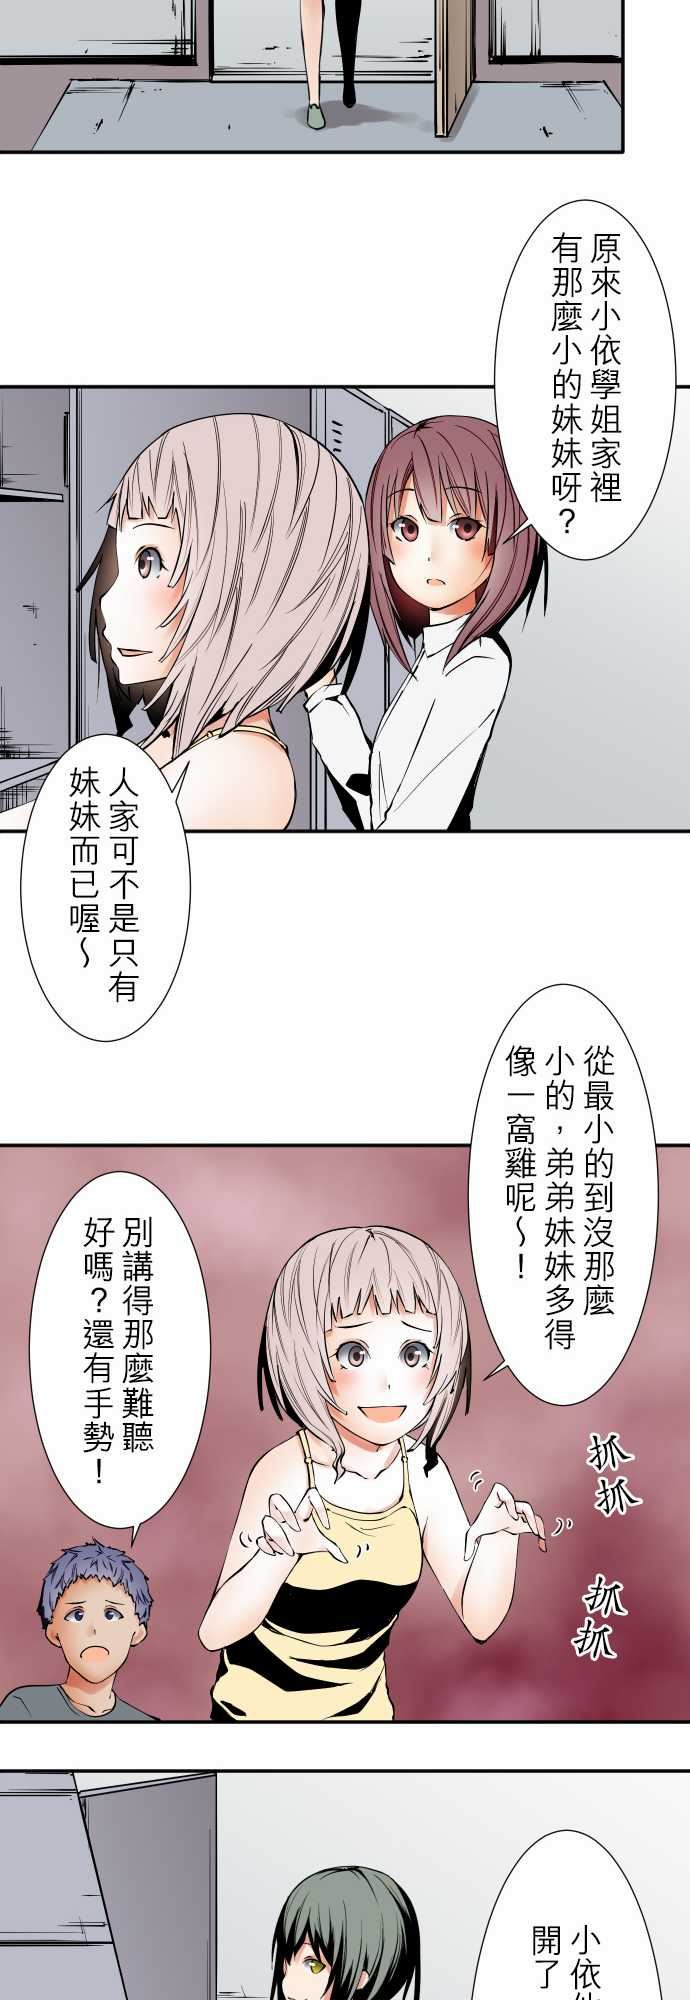 原來小依學姐家裡
有那麼小的妹妹呀？
人家可不是只有
妹妹而已喔～
從最小的到沒那麼
小的，弟弟妹妹多得
像一窩雞呢～！
別講得那麼難聽
好嗎？還有手勢！
抓
抓
抓
抓
小依
開了